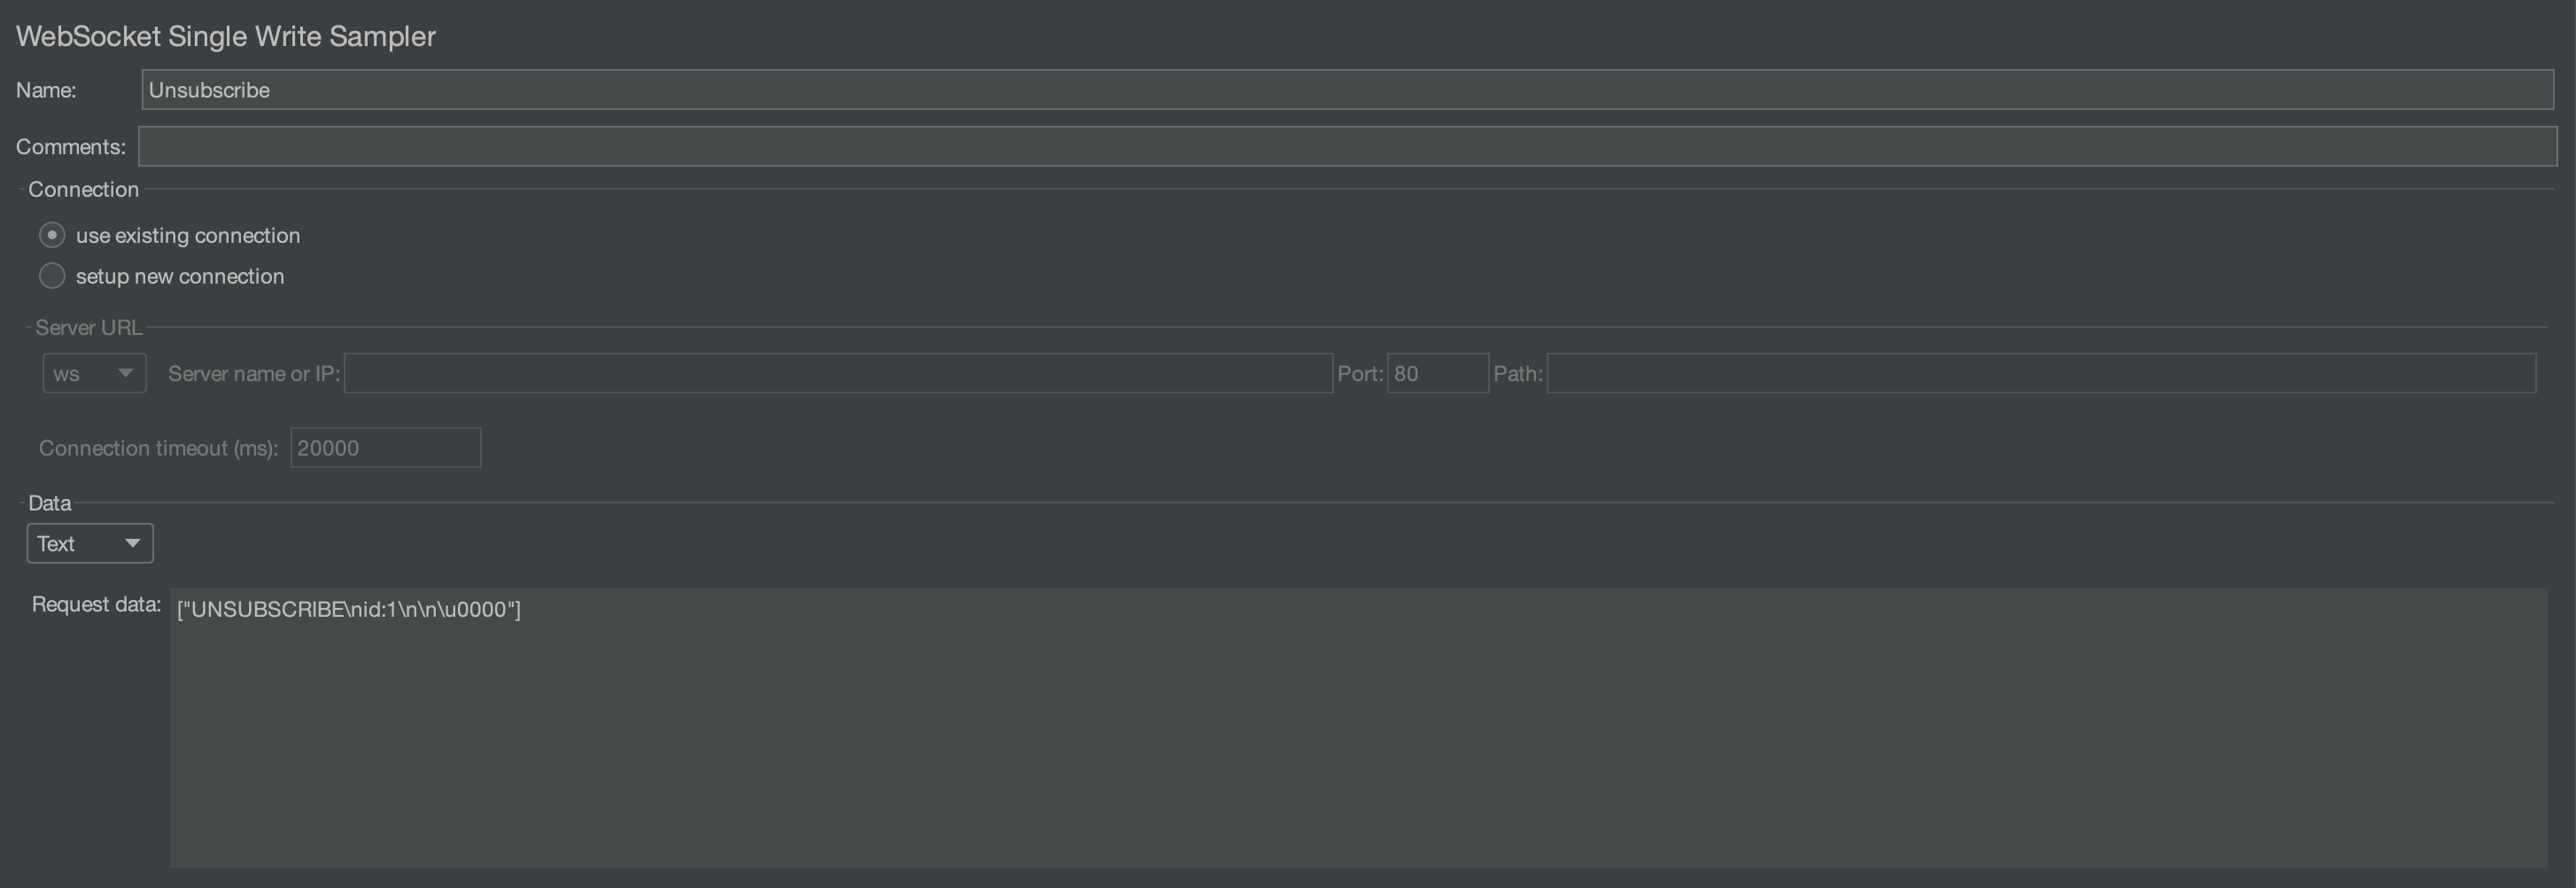 WebSocket Single Write Sampler
Name: Unsubscribe
Comments:
Connection
use existing connection
setup new connection
Server URL
ws Server name or IP: Port: 80 Path:
Connection timeout (ms): 20000
Data
Text
Request data: ["UNSUBSCRIBE\nid:1\n\n\u0000"]